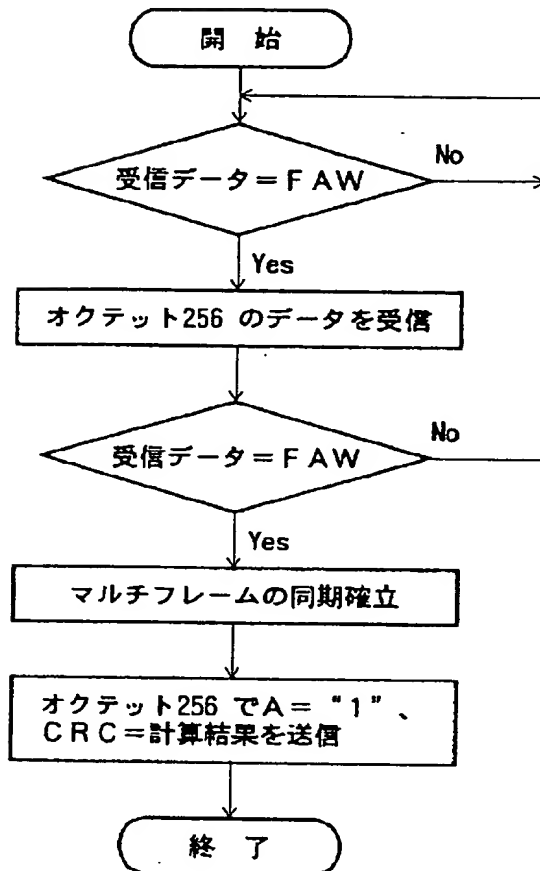 開 始
受信データ=FAW
No
Yes
オクテット256 のデータを受信
受信データ=FAW
No
Yes
マルチフレームの同期確立
オクテット256 でA= “1”、
CRC=計算結果を送信
終 了